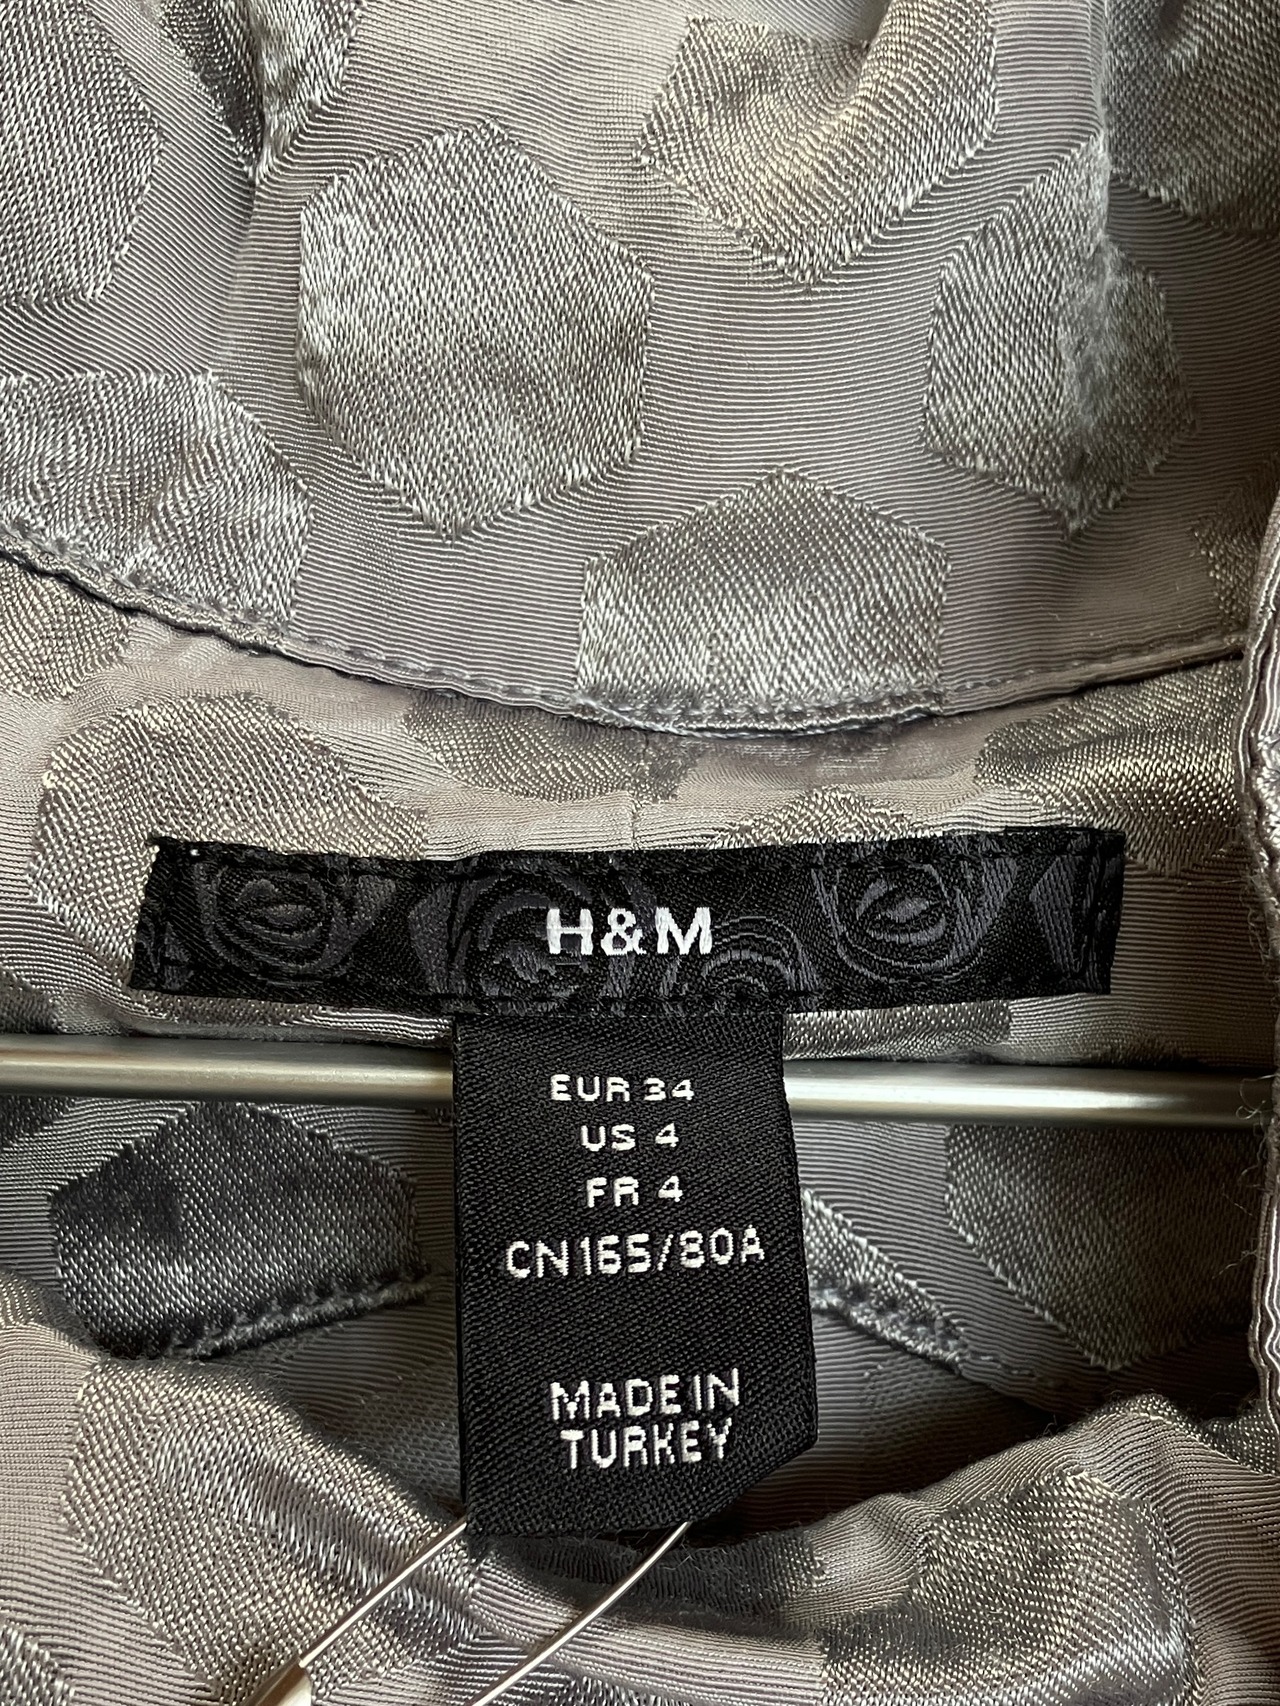 H&M
EUR 34
US 4
FR 4
CN 165/80A
MADE IN
TURKEY